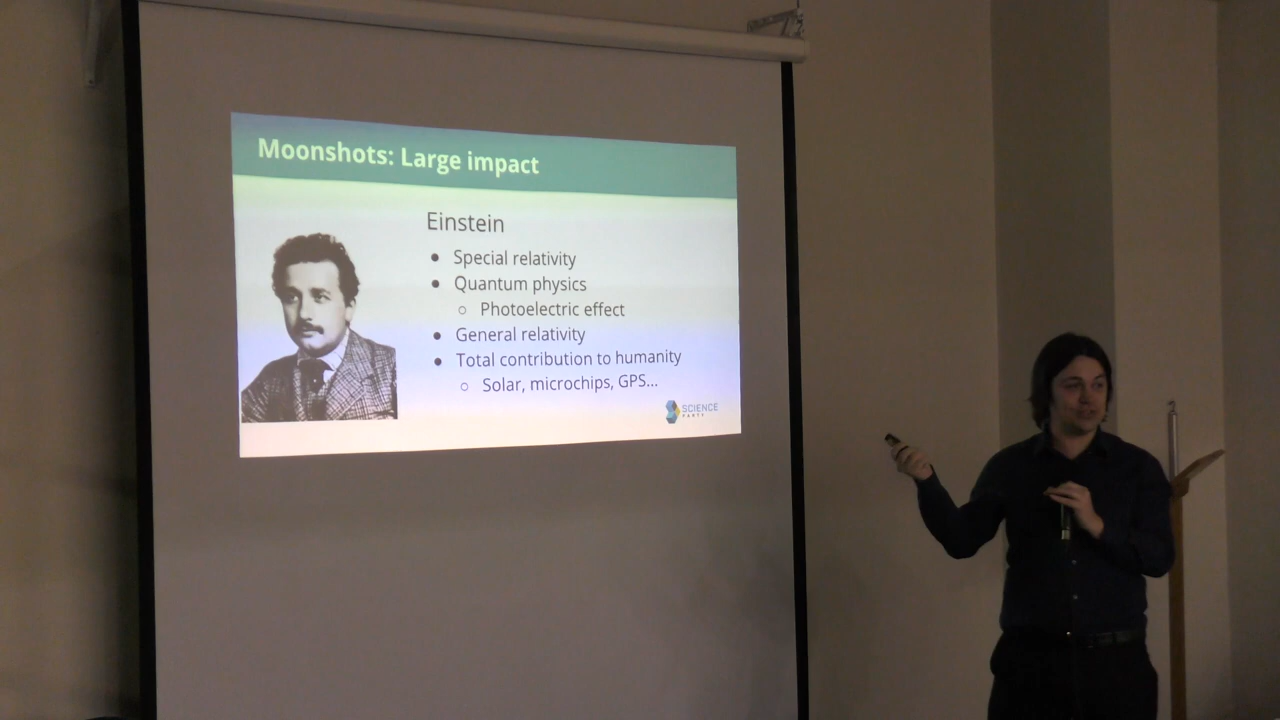 Moonshots: Large impact
Einstein
● Special relativity
● Quantum physics
○ Photoelectric effect
● General relativity
● Total contribution to humanity
○ Solar, microchips, GPS...
SCIENCE
PARTY